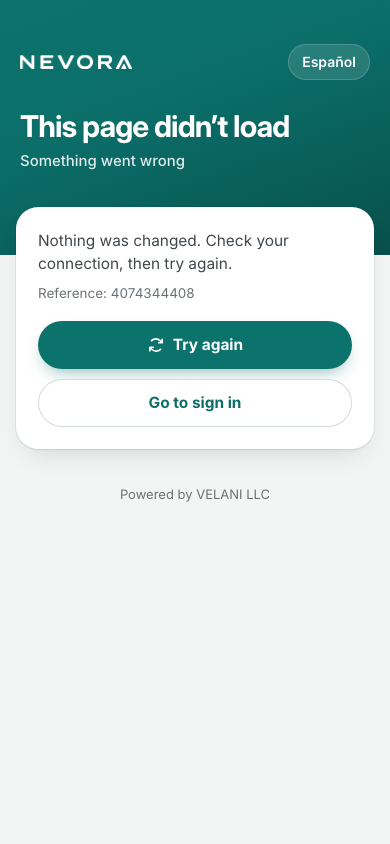 NEVORA
Español
This page didn’t load
Something went wrong
Nothing was changed. Check your
connection, then try again.
Reference: 4074344408
Try again
Go to sign in
Powered by VELANI LLC